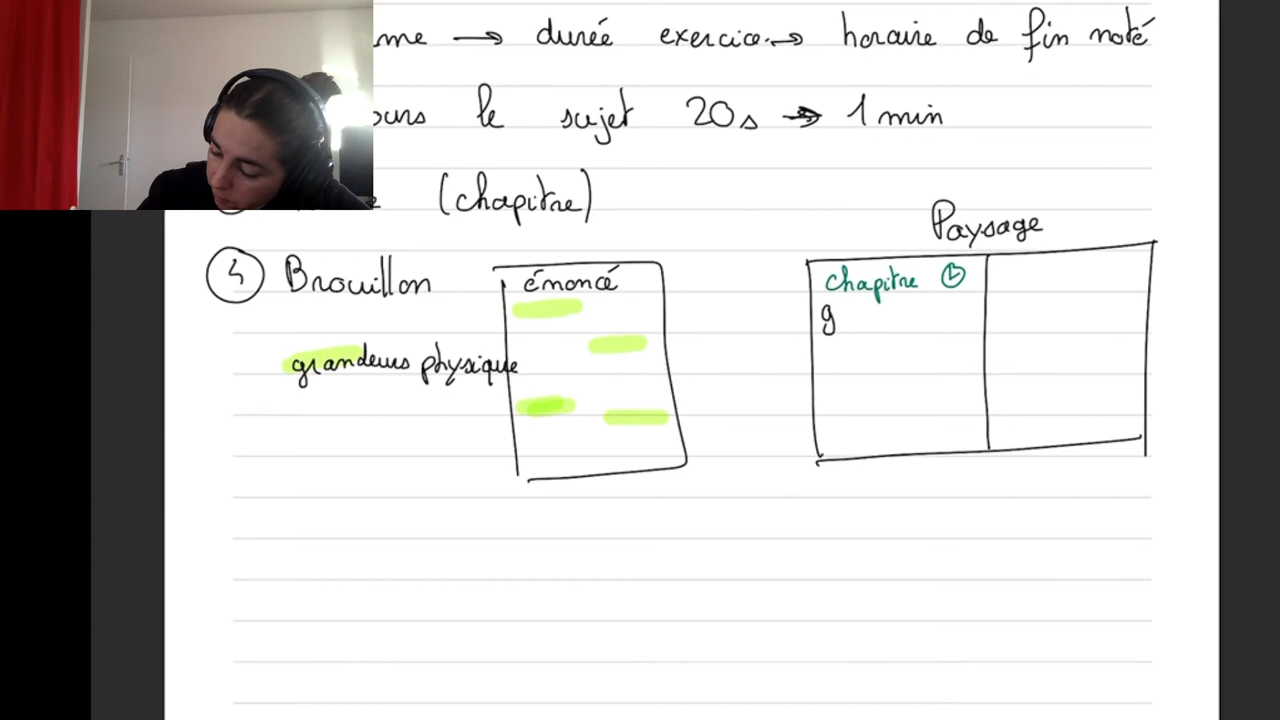 me → durée exercice → horaire de fin noté
le sujet 20s → 1 min
(chapitre)
Paysage
4 Brouillon
énoncé
chapitre
g
grandeurs physique